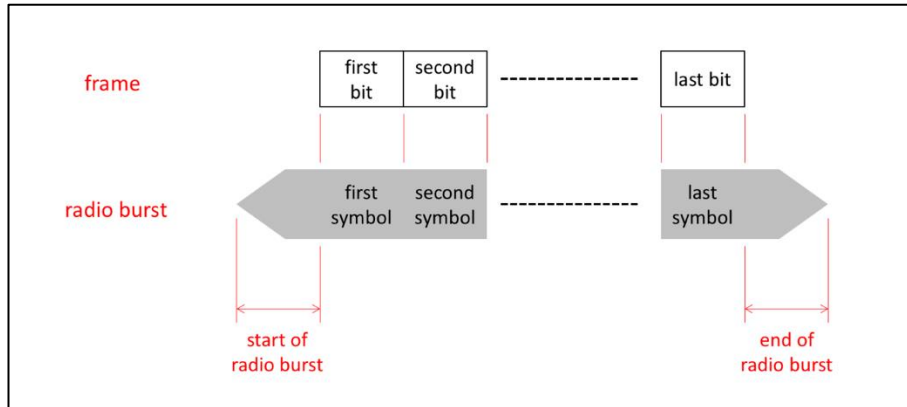 frame
first
bit
second
bit
last bit
radio burst
first
symbol
second
symbol
last
symbol
start of
radio burst
end of
radio burst